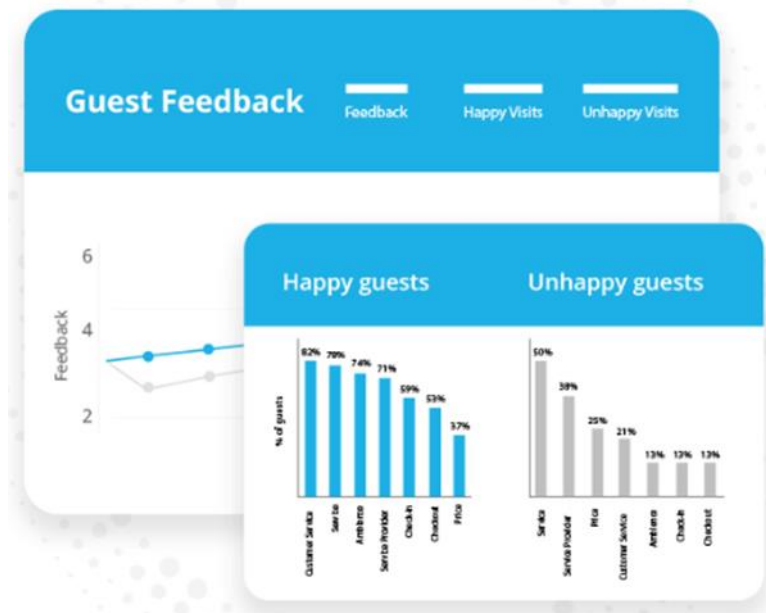 Guest Feedback
Feedback
Happy Visits
Unhappy Visits
6
4
2
Feedback
Happy guests
Unhappy guests
% of guests
82%
78%
74%
71%
59%
53%
37%
Customer Service
Service
Ambience
Service Provider
Check-in
Checkout
Price
50%
38%
25%
21%
13%
13%
13%
Service
Service Provider
Price
Customer Service
Ambience
Check-in
Checkout